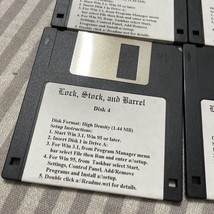 Lock, Stock, and Barrel
Disk 4
Disk Format: High Density (1.44 MB)
Setup Instructions:
1. Start Win 3.1, Win 95 or later.
2. Insert Disk 1 in Drive A:
3. For Win 3.1, from Program Manager menu
bar select File then Run and enter a:\setup.
4. For Win 95, from Taskbar select Start,
Settings, Control Panel, Add/Remove
Programs and Install a:\setup.
5. Double click a:\Readme.wri for details.